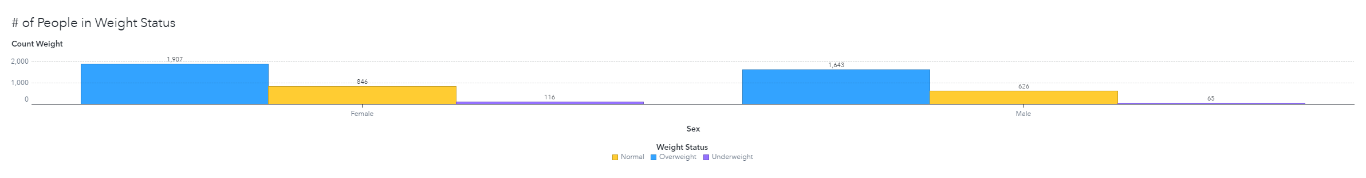 # of People in Weight Status
Count Weight
2,000
1,000
0
1,907
846
116
1,643
626
65
Female
Male
Sex
Weight Status
Normal Overweight Underweight